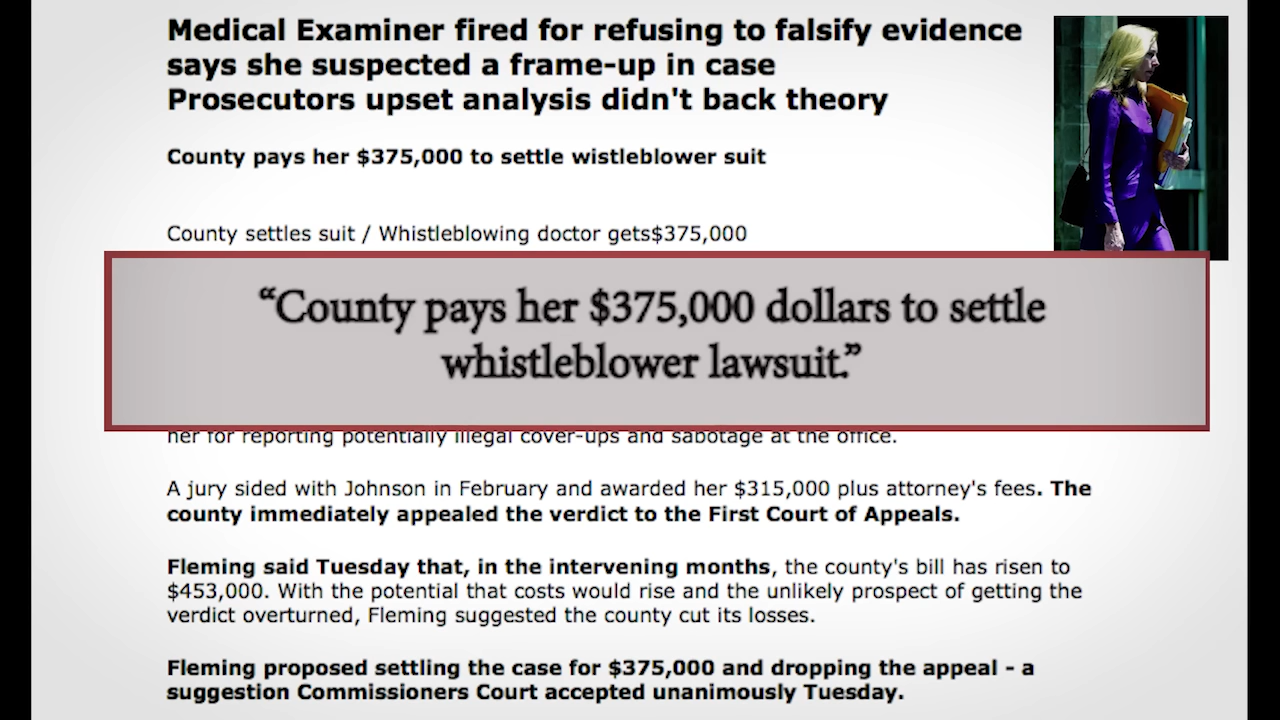 Medical Examiner fired for refusing to falsify evidence
says she suspected a frame-up in case
Prosecutors upset analysis didn't back theory
County pays her $375,000 to settle wistleblower suit
County settles suit / Whistleblowing doctor gets$375,000
“County pays her $375,000 dollars to settle
whistleblower lawsuit.”
her for reporting potentially illegal cover-ups and sabotage at the office.
A jury sided with Johnson in February and awarded her $315,000 plus attorney's fees. The
county immediately appealed the verdict to the First Court of Appeals.
Fleming said Tuesday that, in the intervening months, the county's bill has risen to
$453,000. With the potential that costs would rise and the unlikely prospect of getting the
verdict overturned, Fleming suggested the county cut its losses.
Fleming proposed settling the case for $375,000 and dropping the appeal - a
suggestion Commissioners Court accepted unanimously Tuesday.